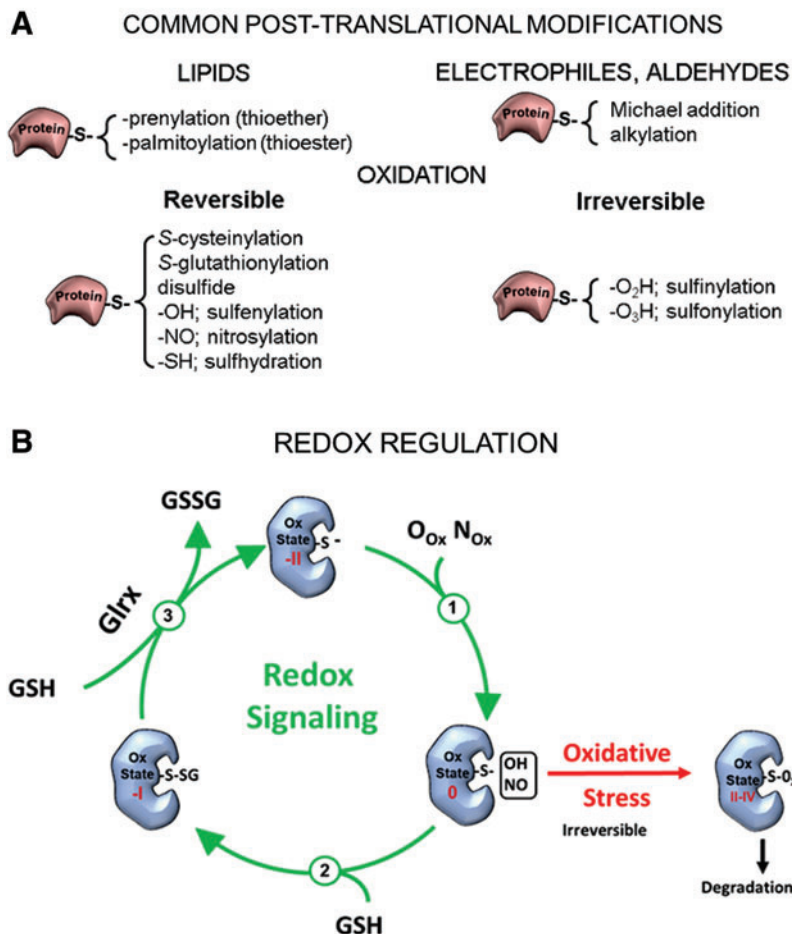 A COMMON POST-TRANSLATIONAL MODIFICATIONS
LIPIDS
Protein -S-
-prenylation (thioether)
-palmitoylation (thioester)
ELECTROPHILES, ALDEHYDES
Protein -S-
Michael addition
alkylation
OXIDATION
Reversible
Protein -S-
S-cysteinylation
S-glutathionylation
disulfide
-OH; sulfenylation
-NO; nitrosylation
-SH; sulfhydration
Irreversible
Protein -S-
-O₂H; sulfinylation
-O₃H; sulfonylation
B REDOX REGULATION
GSSG
Ox
State -S -
-II
O_Ox N_Ox
1
3
Glrx
GSH
Redox
Signaling
Ox
State -S-SG
-I
Ox
State -S-
0
OH
NO
Oxidative
Stress
Irreversible
Ox
State -S-0
II-IV
2
GSH
Degradation